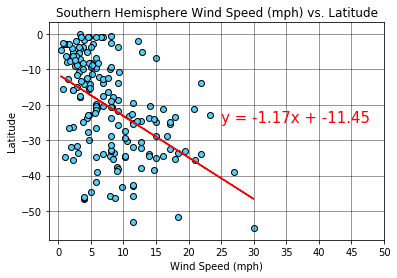 Southern Hemisphere Wind Speed (mph) vs. Latitude
0
−10
−20
−30
−40
−50
Latitude
y = -1.17x + -11.45
0 5 10 15 20 25 30 35 40 45 50
Wind Speed (mph)